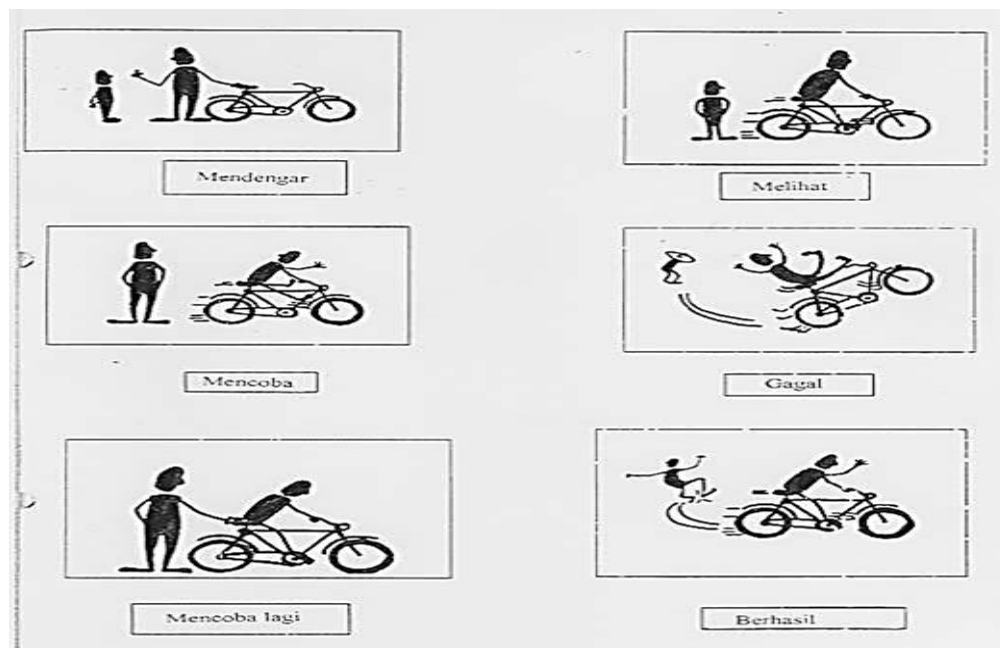 Mendengar
Melihat
Mencoba
Gagal
Mencoba lagi
Berhasil